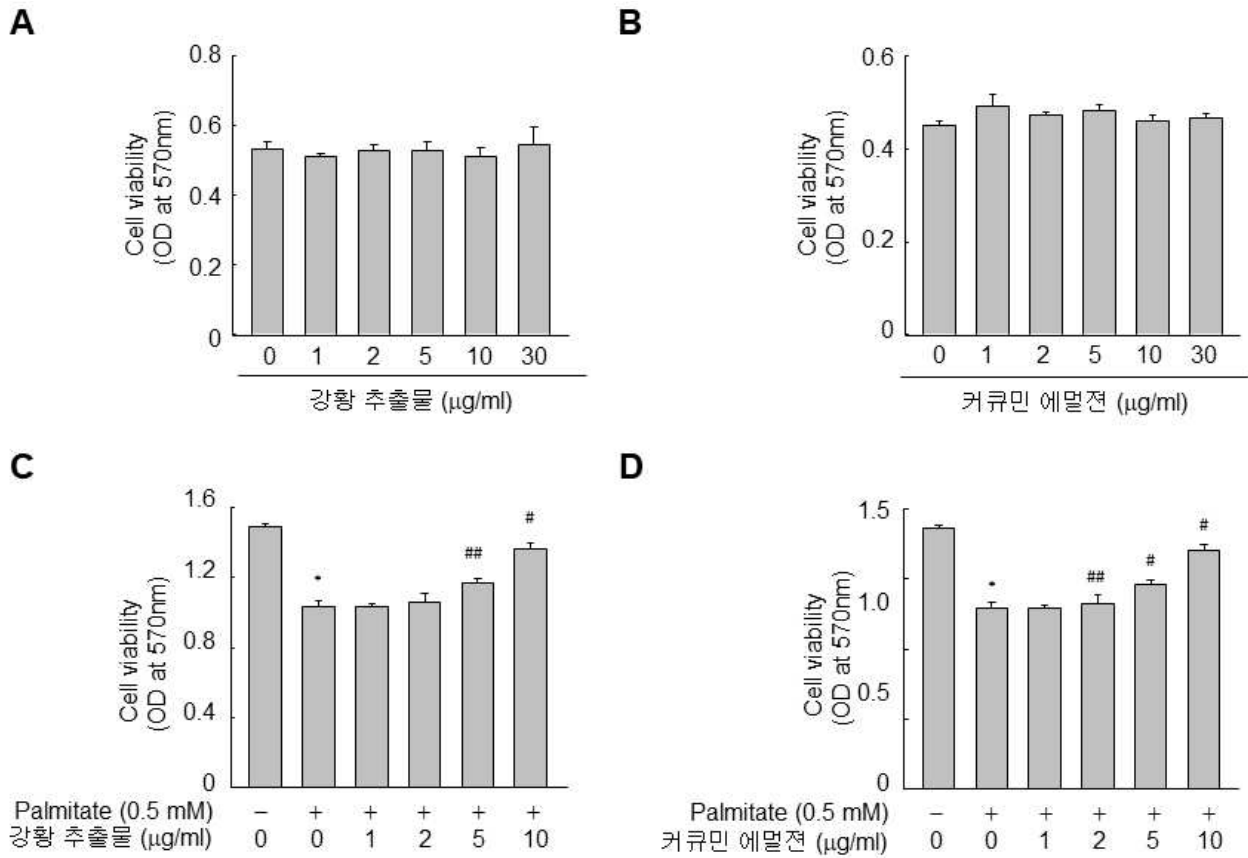 A
Cell viability
(OD at 570nm)
0.8
0.6
0.4
0.2
0
0 1 2 5 10 30
강황 추출물 (μg/ml)
B
Cell viability
(OD at 570nm)
0.6
0.4
0.2
0
0 1 2 5 10 30
커큐민 에멀젼 (μg/ml)
C
Cell viability
(OD at 570nm)
1.6
1.2
0.8
0.4
0
*
##
#
Palmitate (0.5 mM) – + + + + +
강황 추출물 (μg/ml) 0 0 1 2 5 10
D
Cell viability
(OD at 570nm)
1.5
1.0
0.5
0
*
##
#
#
Palmitate (0.5 mM) – + + + + +
커큐민 에멀젼 (μg/ml) 0 0 1 2 5 10